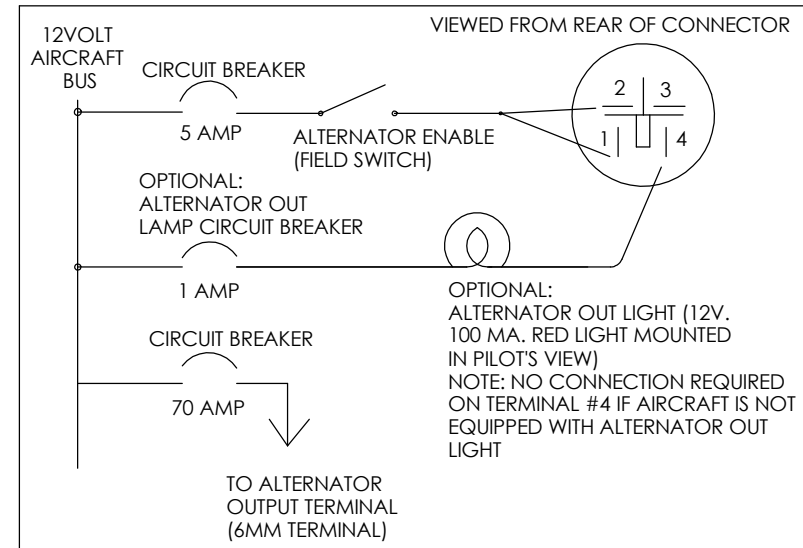 12VOLT
AIRCRAFT
BUS
VIEWED FROM REAR OF CONNECTOR
CIRCUIT BREAKER
5 AMP
ALTERNATOR ENABLE
(FIELD SWITCH)
2 3
1 4
OPTIONAL:
ALTERNATOR OUT
LAMP CIRCUIT BREAKER
1 AMP
OPTIONAL:
ALTERNATOR OUT LIGHT (12V.
100 MA. RED LIGHT MOUNTED
IN PILOT'S VIEW)
NOTE: NO CONNECTION REQUIRED
ON TERMINAL #4 IF AIRCRAFT IS NOT
EQUIPPED WITH ALTERNATOR OUT
LIGHT
CIRCUIT BREAKER
70 AMP
TO ALTERNATOR
OUTPUT TERMINAL
(6MM TERMINAL)